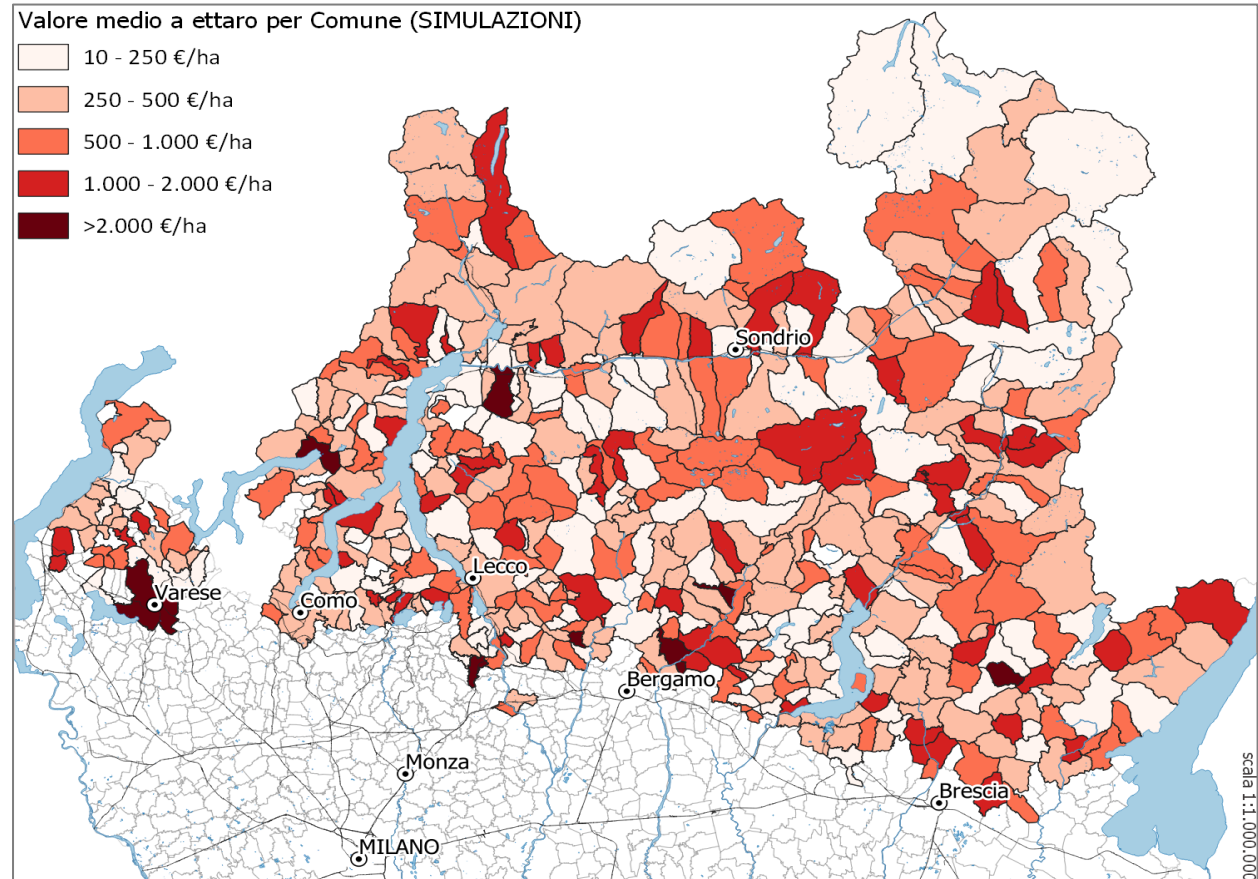 Valore medio a ettaro per Comune (SIMULAZIONI)
10 - 250 €/ha
250 - 500 €/ha
500 - 1.000 €/ha
1.000 - 2.000 €/ha
>2.000 €/ha
Sondrio
Lecco
Varese
Como
Bergamo
Monza
Brescia
MILANO
scala 1:1.000.000